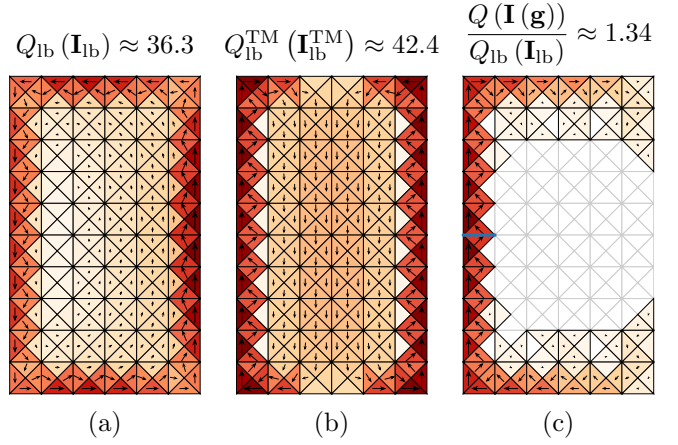 Q_lb (I_lb) ≈ 36.3
Q_lb^TM (I_lb^TM) ≈ 42.4
Q (I (g)) / Q_lb (I_lb) ≈ 1.34
(a)
(b)
(c)